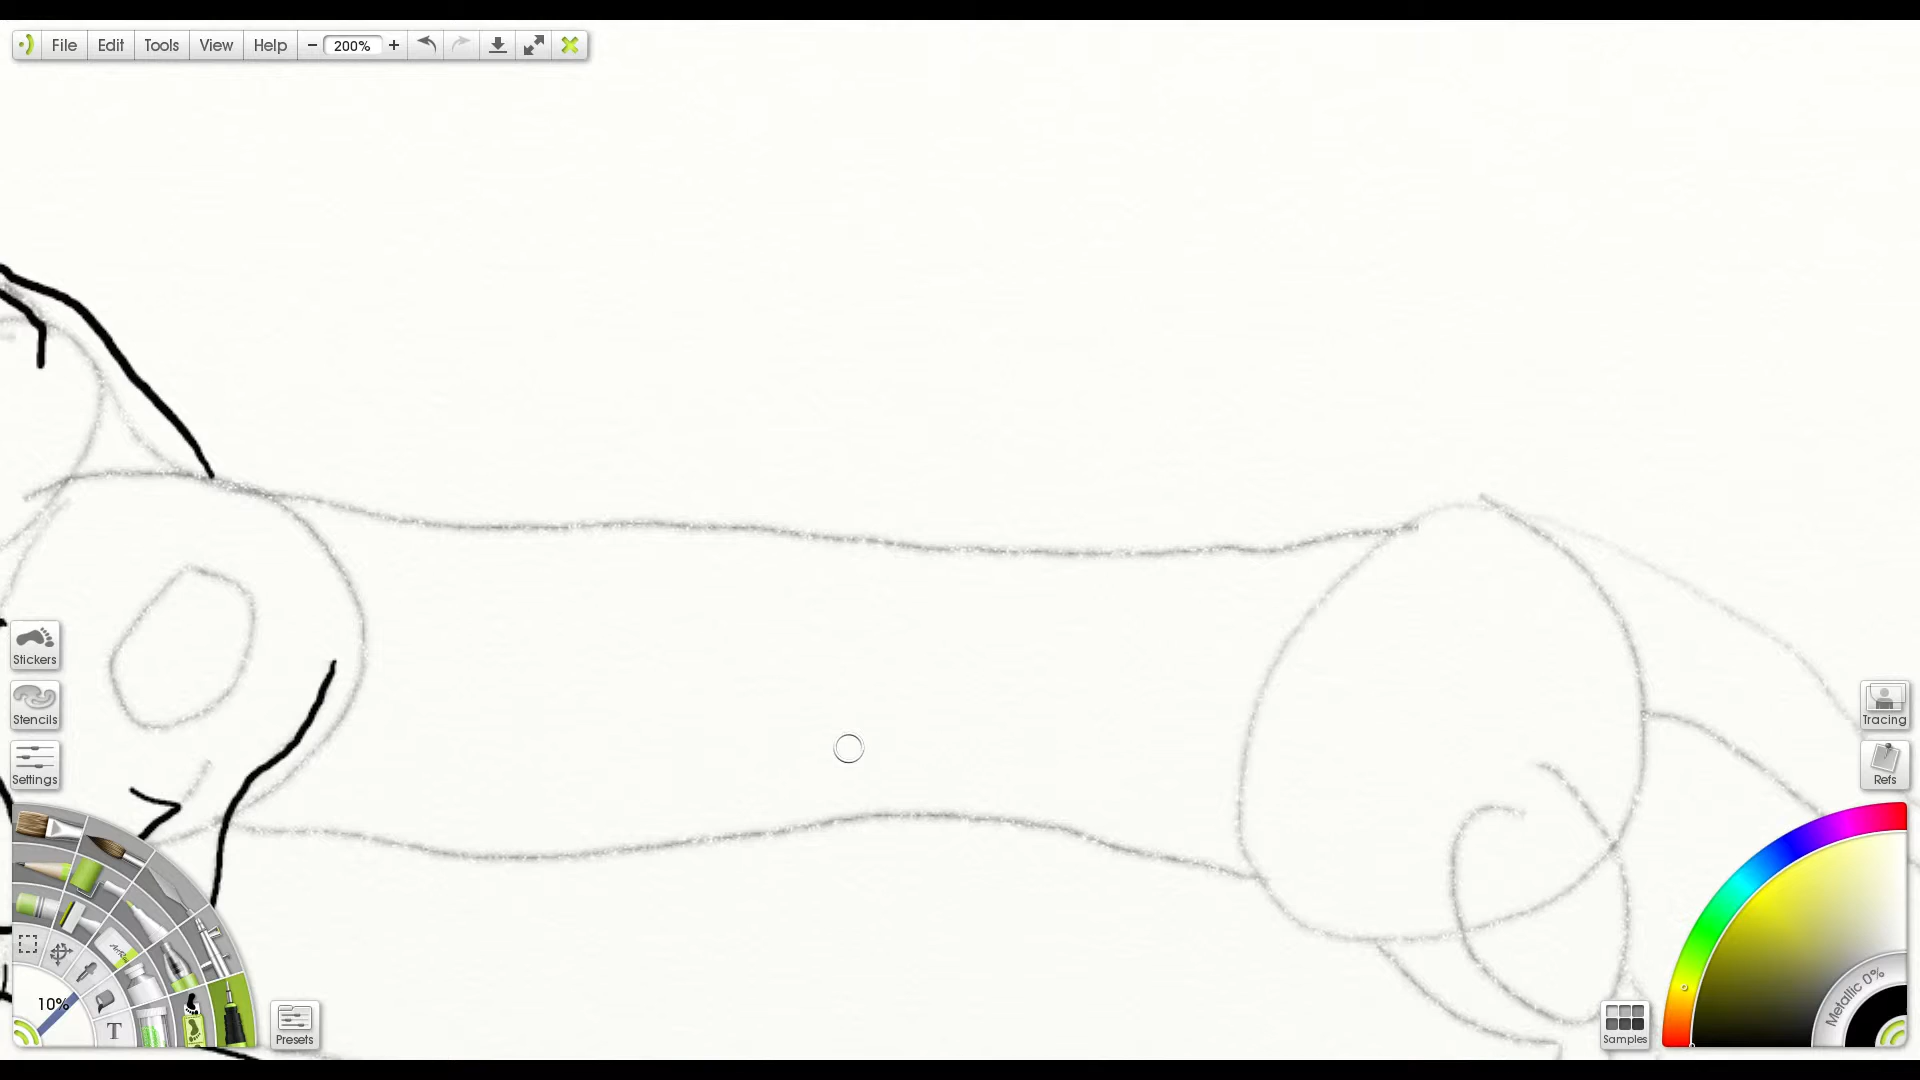 File Edit Tools View Help − 200% +
Stickers
Stencils
Settings
Tracing
Refs
10%
T
Metallic 0%
Presets
Samples